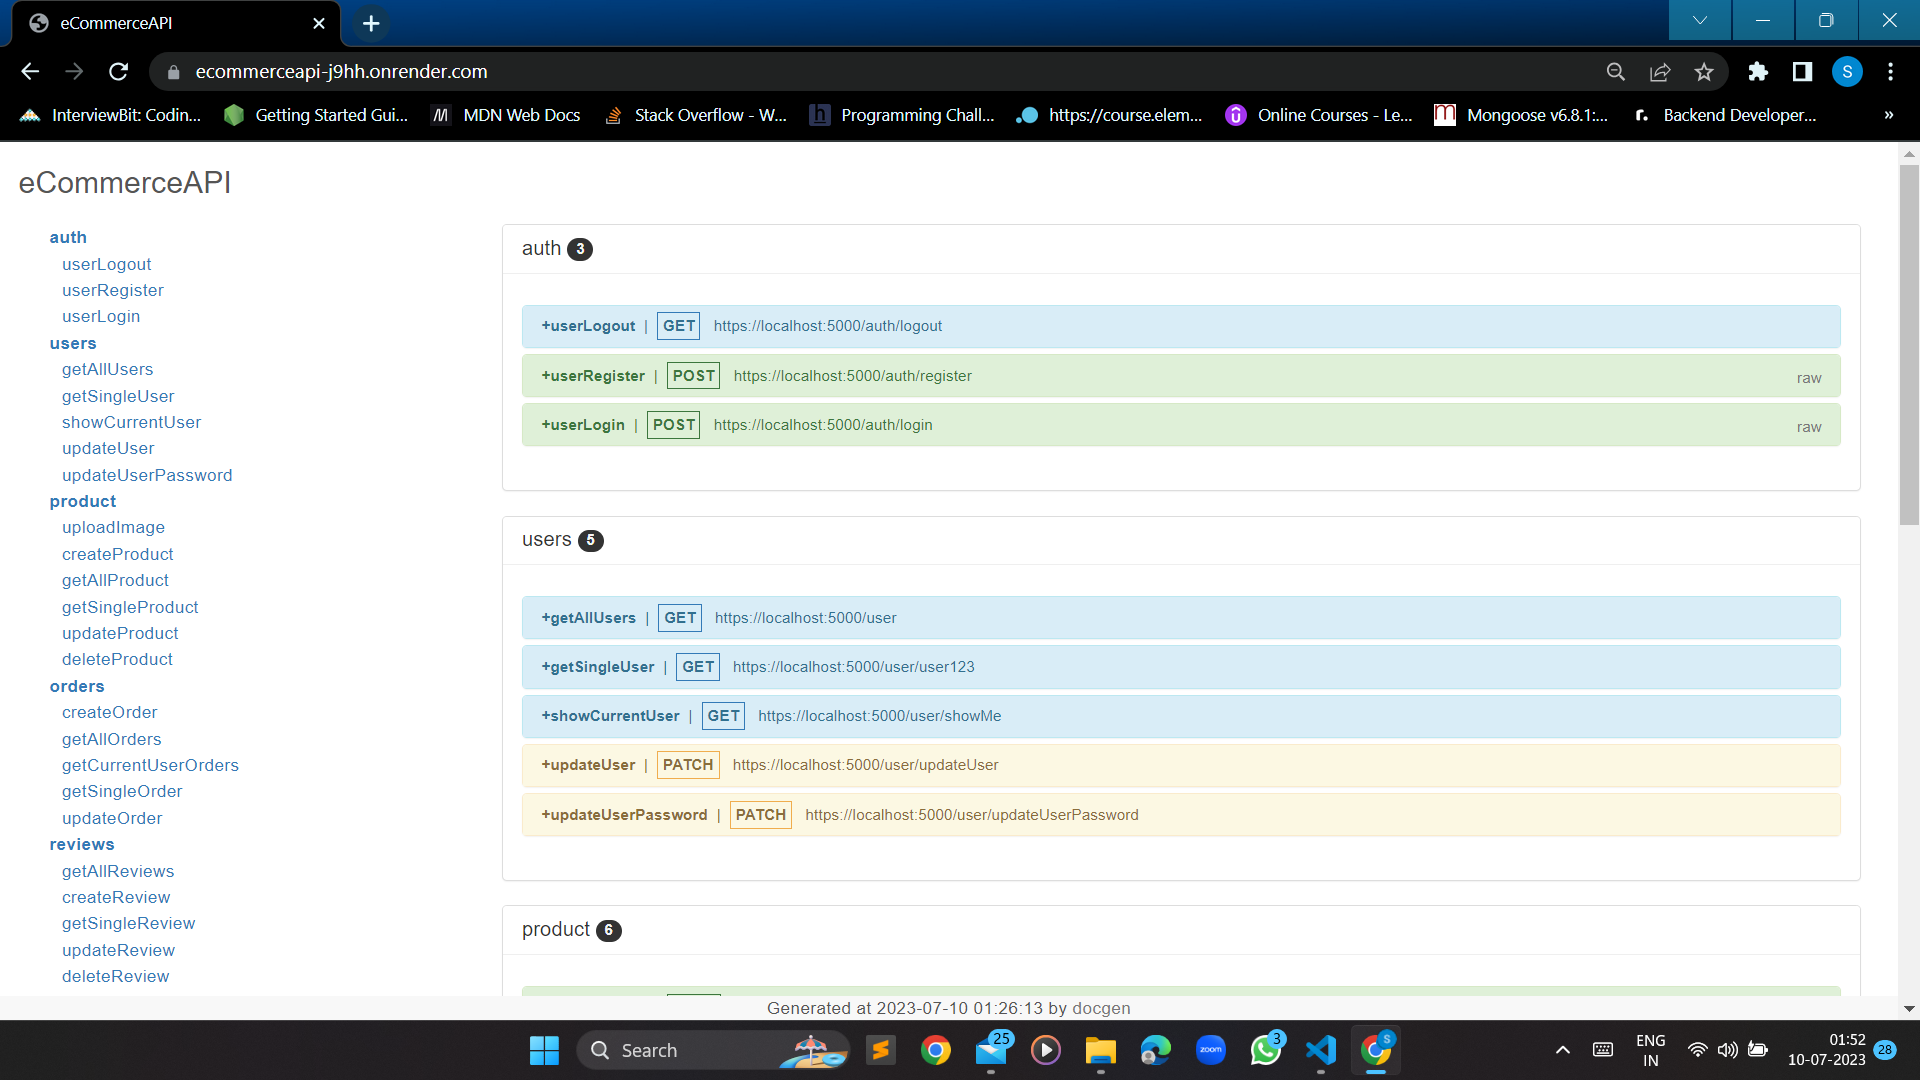 eCommerceAPI
ecommerceapi-j9hh.onrender.com
S
InterviewBit: Codin... Getting Started Gui... MDN Web Docs Stack Overflow - W... Programming Chall... https://course.elem... Online Courses - Le... Mongoose v6.8.1:... Backend Developer... »
eCommerceAPI
auth
userLogout
userRegister
userLogin
users
getAllUsers
getSingleUser
showCurrentUser
updateUser
updateUserPassword
product
uploadImage
createProduct
getAllProduct
getSingleProduct
updateProduct
deleteProduct
orders
createOrder
getAllOrders
getCurrentUserOrders
getSingleOrder
updateOrder
reviews
getAllReviews
createReview
getSingleReview
updateReview
deleteReview
auth 3
+userLogout | GET https://localhost:5000/auth/logout
+userRegister | POST https://localhost:5000/auth/register raw
+userLogin | POST https://localhost:5000/auth/login raw
users 5
+getAllUsers | GET https://localhost:5000/user
+getSingleUser | GET https://localhost:5000/user/user123
+showCurrentUser | GET https://localhost:5000/user/showMe
+updateUser | PATCH https://localhost:5000/user/updateUser
+updateUserPassword | PATCH https://localhost:5000/user/updateUserPassword
product 6
Generated at 2023-07-10 01:26:13 by docgen
Search
25
zoom
3
S
ENG
IN
01:52
10-07-2023
28